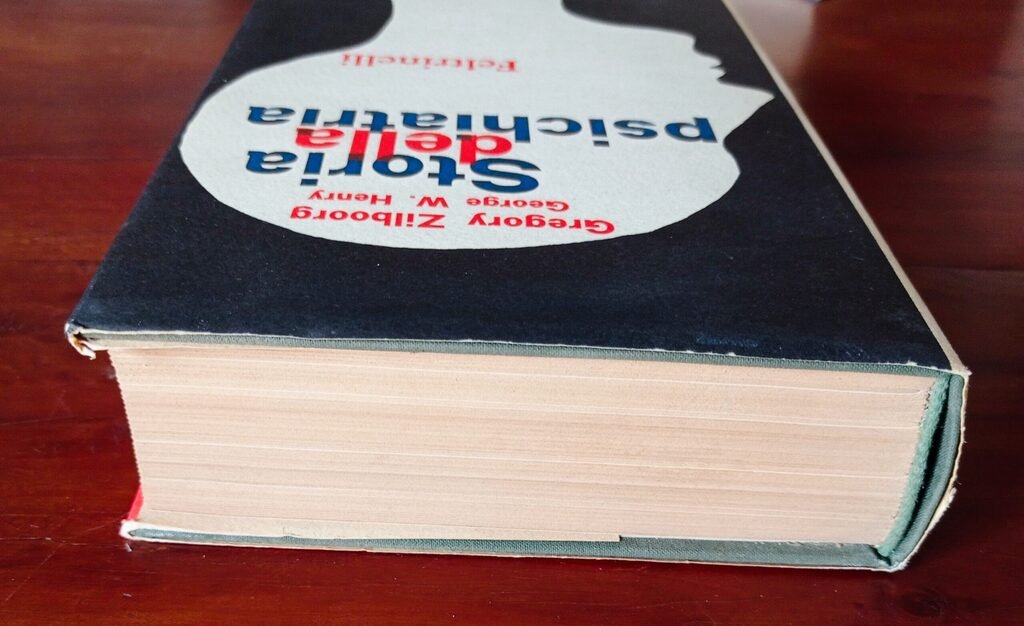 Gregory Zilboorg
George W. Henry
Storia
della
psichiatria
Feltrinelli